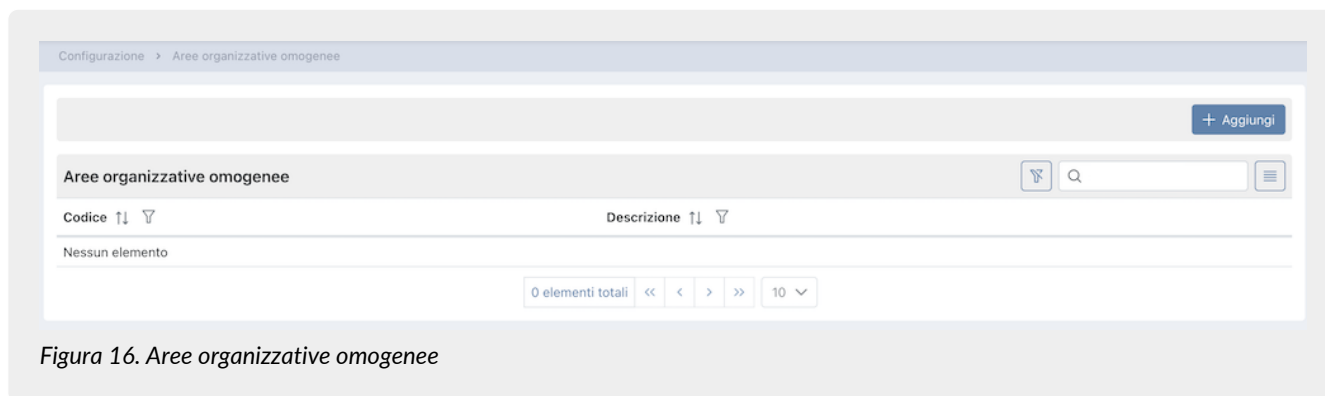 Configurazione > Aree organizzative omogenee
+ Aggiungi
Aree organizzative omogenee
Codice Descrizione
Nessun elemento
0 elementi totali << < > >> 10
Figura 16. Aree organizzative omogenee